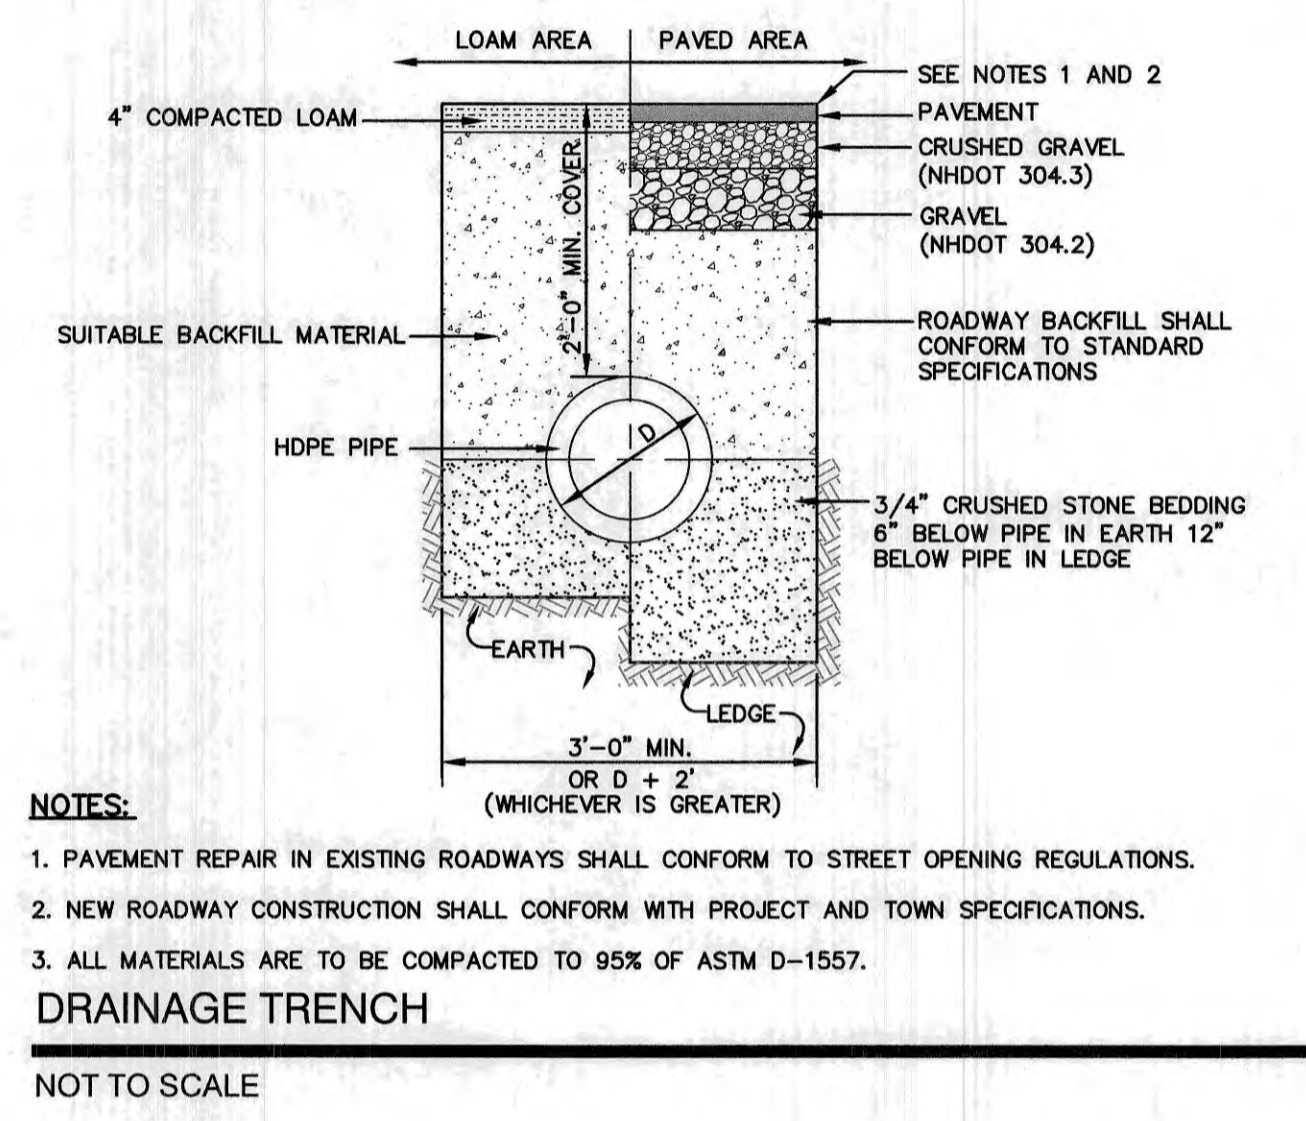 LOAM AREA
PAVED AREA
SEE NOTES 1 AND 2
4" COMPACTED LOAM
PAVEMENT
CRUSHED GRAVEL
(NHDOT 304.3)
GRAVEL
(NHDOT 304.2)
2'-0" MIN. COVER
SUITABLE BACKFILL MATERIAL
ROADWAY BACKFILL SHALL
CONFORM TO STANDARD
SPECIFICATIONS
HDPE PIPE
D
3/4" CRUSHED STONE BEDDING
6" BELOW PIPE IN EARTH 12"
BELOW PIPE IN LEDGE
EARTH
LEDGE
3'-0" MIN.
OR D + 2'
(WHICHEVER IS GREATER)
NOTES:
1. PAVEMENT REPAIR IN EXISTING ROADWAYS SHALL CONFORM TO STREET OPENING REGULATIONS.
2. NEW ROADWAY CONSTRUCTION SHALL CONFORM WITH PROJECT AND TOWN SPECIFICATIONS.
3. ALL MATERIALS ARE TO BE COMPACTED TO 95% OF ASTM D-1557.
DRAINAGE TRENCH
NOT TO SCALE